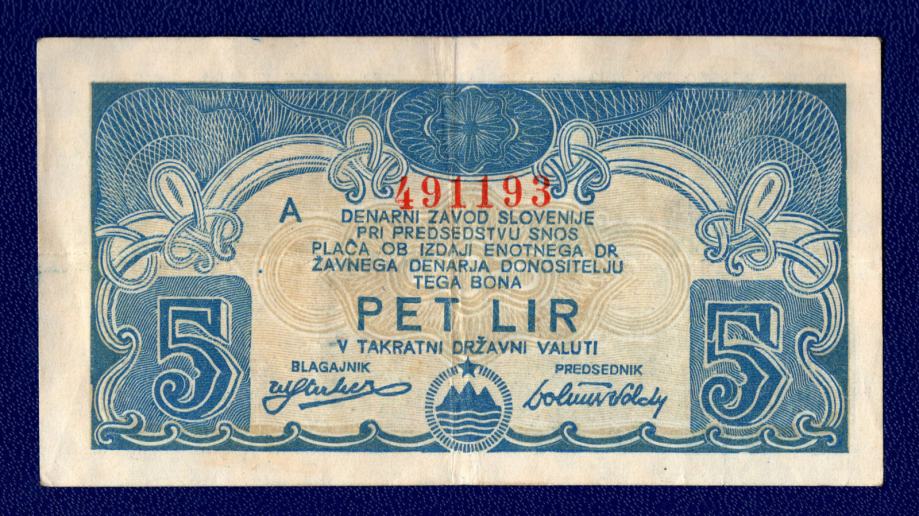 491193
A
DENARNI ZAVOD SLOVENIJE
PRI PREDSEDSTVU SNOS
PLAČA OB IZDAJI ENOTNEGA DR
ŽAVNEGA DENARJA DONOSITELJU
TEGA BONA
PET LIR
V TAKRATNI DRŽAVNI VALUTI
BLAGAJNIK PREDSEDNIK
5 5